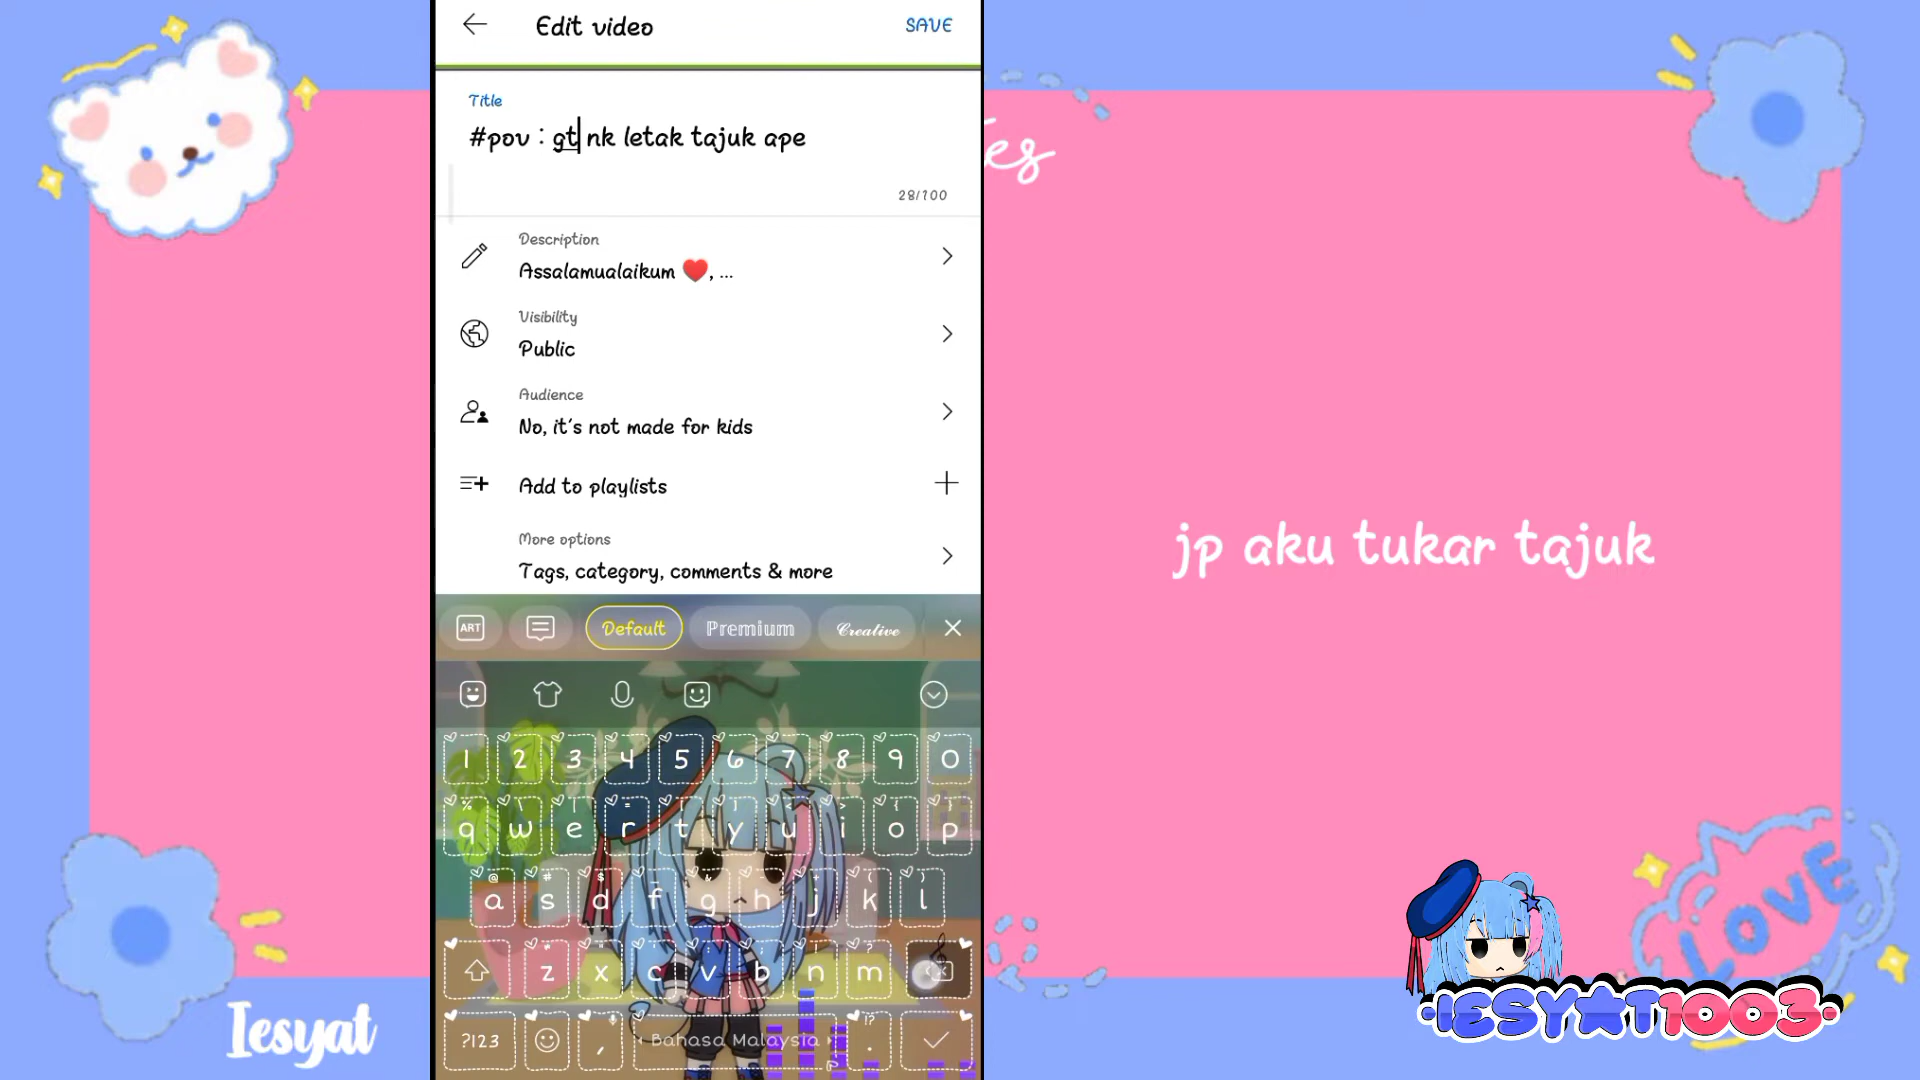 Edit video
SAVE
Title
#pov : gt nk letak tajuk ape
28/100
Description
Assalamualaikum ❤️, ...
Visibility
Public
Audience
No, it's not made for kids
Add to playlists
More options
Tags, category, comments & more
ART
Default
Premium
Creative
1 2 3 4 5 6 7 8 9 0
q w e r t y u i o p
a s d f g h j k l
z x c v b n m
?123
,
Bahasa Malaysia
.
!?
es
jp aku tukar tajuk
LOVE
IESYAT1003
Iesyat